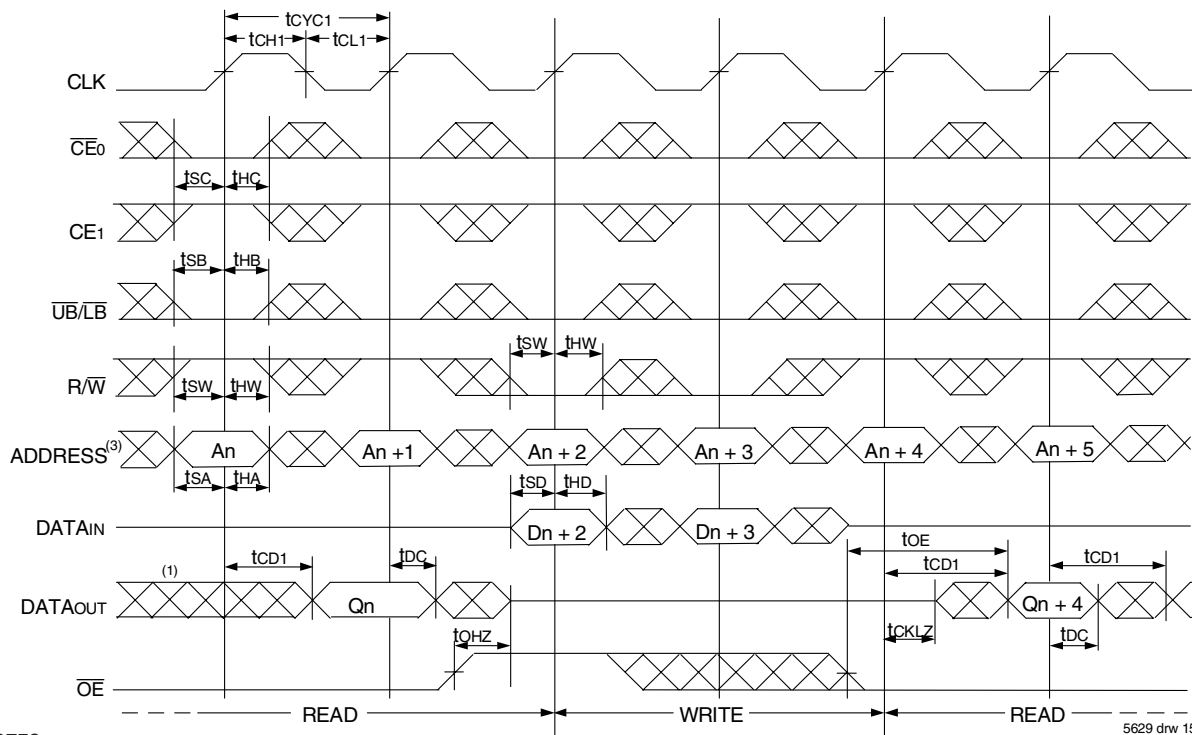 tCYC1
tCH1 tCL1
CLK
CE0
tSC tHC
CE1
tSB tHB
UB/LB
tSW tHW
R/W
tSW tHW
ADDRESS(3) An An +1 An + 2 An + 3 An + 4 An + 5
tSA tHA
tSD tHD
DATAIN Dn + 2 Dn + 3
tOE
tCD1 tDC tCD1 tCD1
(1)
DATAOUT Qn Qn + 4
tOHZ tCKLZ tDC
OE
READ WRITE READ
5629 drw 15